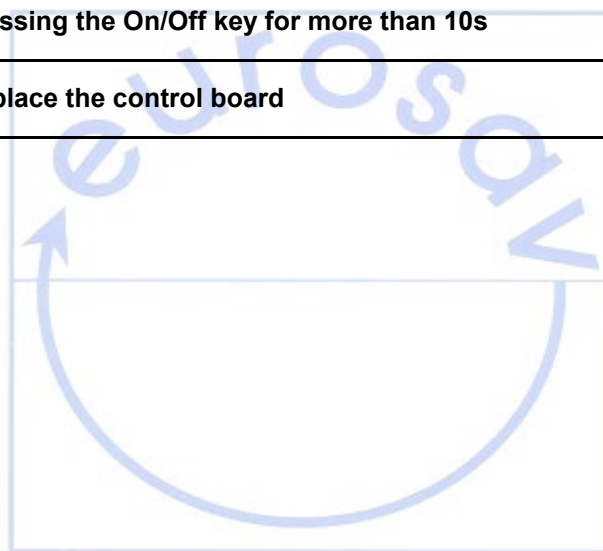 ssing the On/Off key for more than 10s
place the control board
eurosav